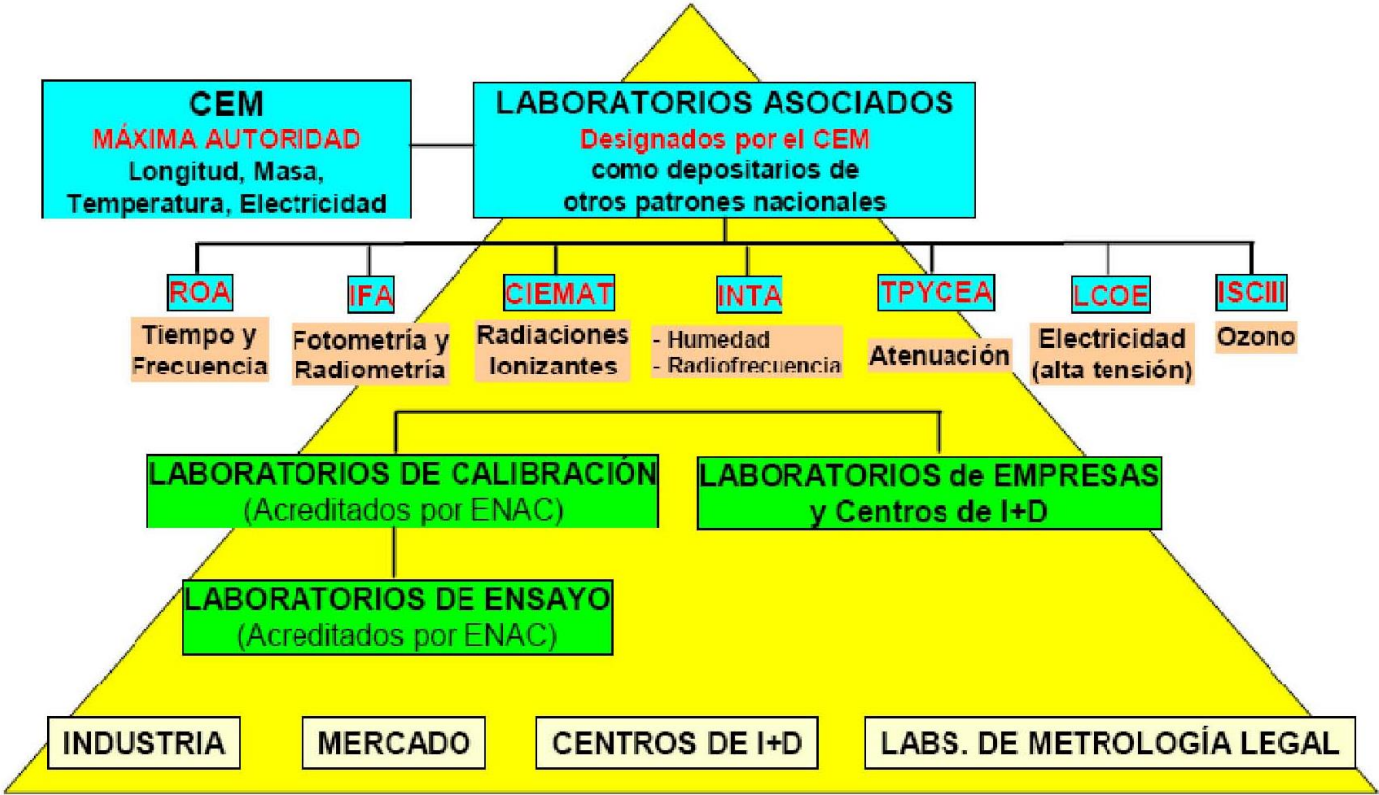 CEM
MÁXIMA AUTORIDAD
Longitud, Masa,
Temperatura, Electricidad
LABORATORIOS ASOCIADOS
Designados por el CEM
como depositarios de
otros patrones nacionales
ROA
IFA
CIEMAT
INTA
TPYCEA
LCOE
ISCIII
Tiempo y
Frecuencia
Fotometría y
Radiometría
Radiaciones
Ionizantes
- Humedad
- Radiofrecuencia
Atenuación
Electricidad
(alta tensión)
Ozono
LABORATORIOS DE CALIBRACIÓN
(Acreditados por ENAC)
LABORATORIOS de EMPRESAS
y Centros de I+D
LABORATORIOS DE ENSAYO
(Acreditados por ENAC)
INDUSTRIA
MERCADO
CENTROS DE I+D
LABS. DE METROLOGÍA LEGAL